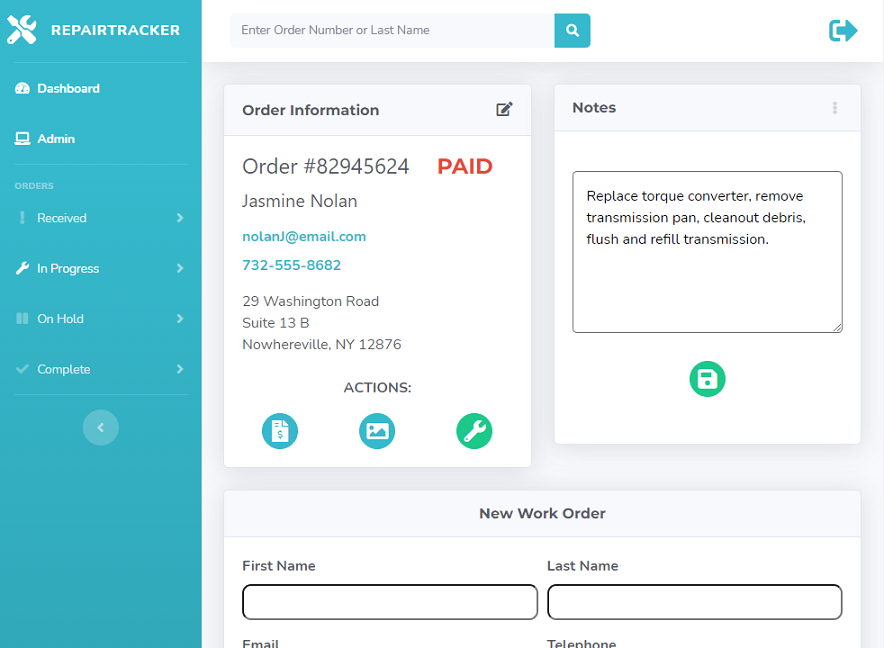 REPAIRTRACKER
Dashboard
Admin
ORDERS
Received
In Progress
On Hold
Complete
Enter Order Number or Last Name
Order Information
Order #82945624 PAID
Jasmine Nolan
nolanJ@email.com
732-555-8682
29 Washington Road
Suite 13 B
Nowhereville, NY 12876
ACTIONS:
Notes
Replace torque converter, remove
transmission pan, cleanout debris,
flush and refill transmission.
New Work Order
First Name
Last Name
Email
Telephone